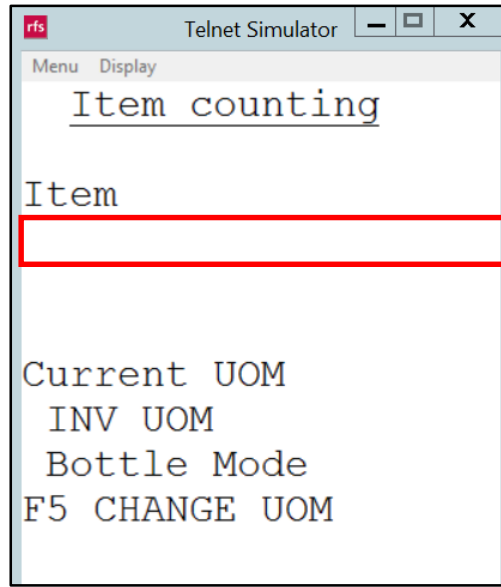 rfs Telnet Simulator
Menu Display
Item counting
Item
Current UOM
INV UOM
Bottle Mode
F5 CHANGE UOM